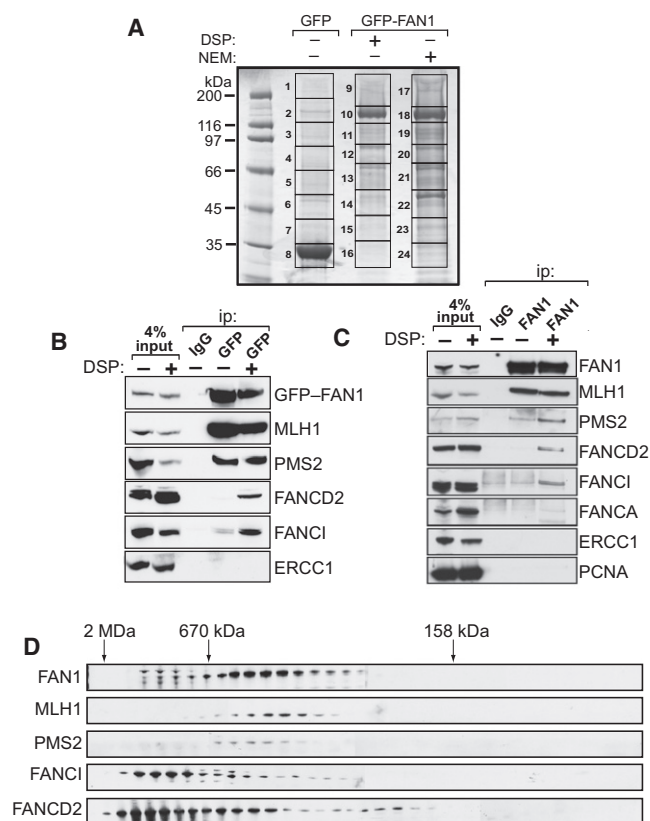 A
GFP GFP-FAN1
DSP: – + –
NEM: – – +
kDa
200
116
97
66
45
35
1
2
3
4
5
6
7
8
9
10
11
12
13
14
15
16
17
18
19
20
21
22
23
24
B
4% input
ip:
IgG GFP GFP
DSP: – + – – +
GFP–FAN1
MLH1
PMS2
FANCD2
FANCI
ERCC1
C
4% input
ip:
IgG FAN1 FAN1
DSP: – + – – +
FAN1
MLH1
PMS2
FANCD2
FANCI
FANCA
ERCC1
PCNA
D
2 MDa 670 kDa 158 kDa
FAN1
MLH1
PMS2
FANCI
FANCD2